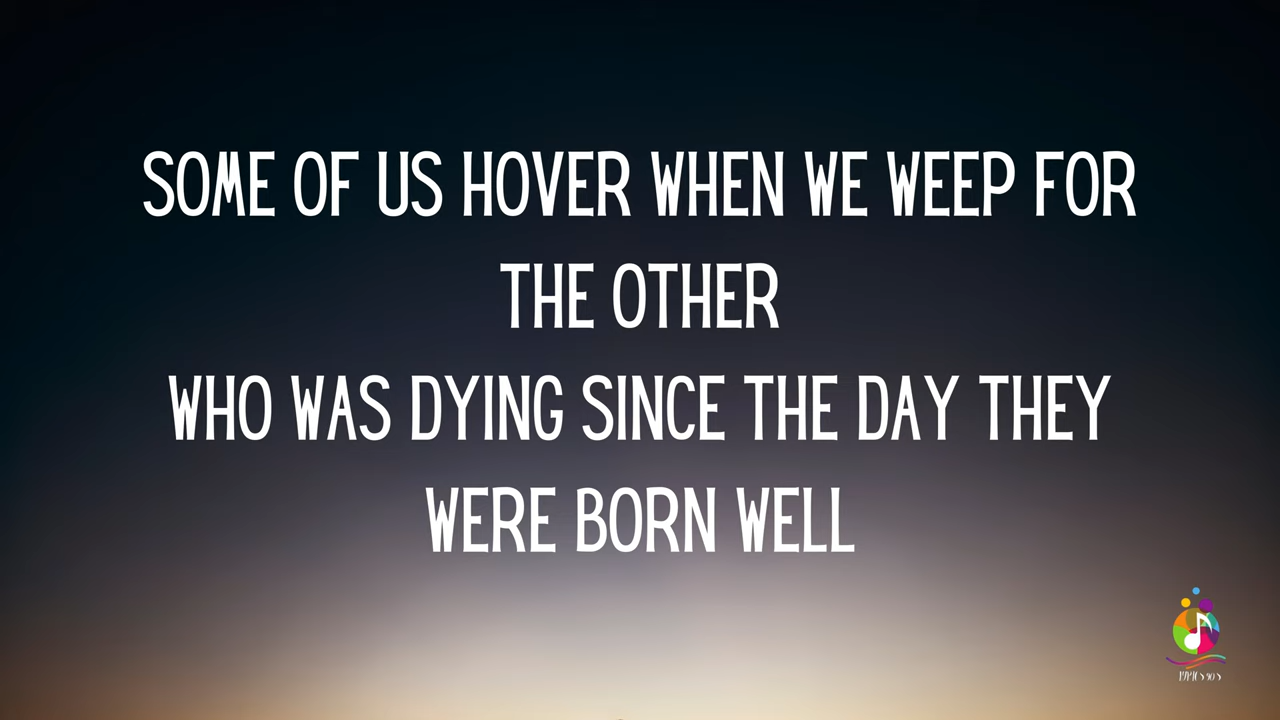 SOME OF US HOVER WHEN WE WEEP FOR
THE OTHER
WHO WAS DYING SINCE THE DAY THEY
WERE BORN WELL